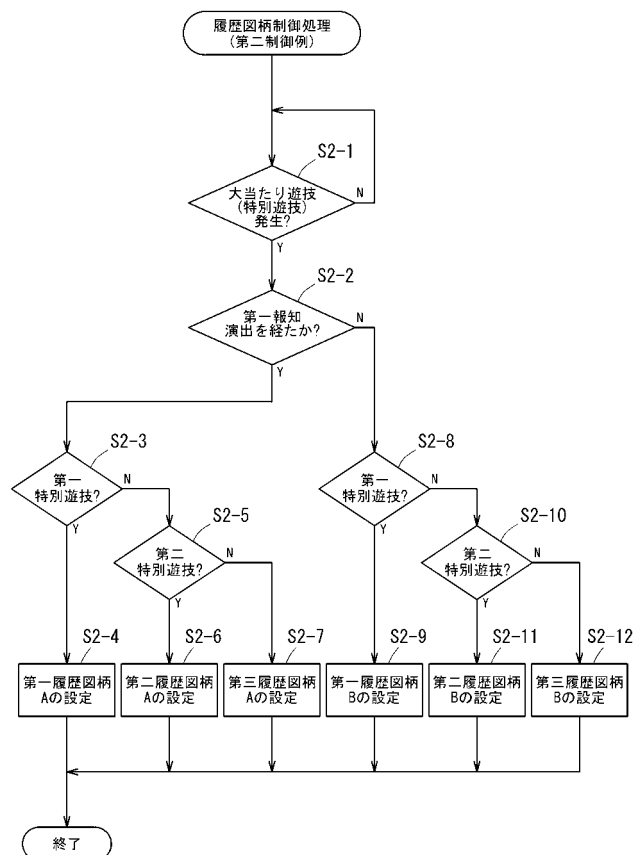 履歴図柄制御処理
(第二制御例)
S2-1
大当たり遊技
(特別遊技)
発生?
N
Y
S2-2
第一報知
演出を経たか?
N
Y
S2-3
第一
特別遊技?
N
Y
S2-8
第一
特別遊技?
N
Y
S2-5
第二
特別遊技?
N
Y
S2-10
第二
特別遊技?
N
Y
S2-4
第一履歴図柄
Aの設定
S2-6
第二履歴図柄
Aの設定
S2-7
第三履歴図柄
Aの設定
S2-9
第一履歴図柄
Bの設定
S2-11
第二履歴図柄
Bの設定
S2-12
第三履歴図柄
Bの設定
終了